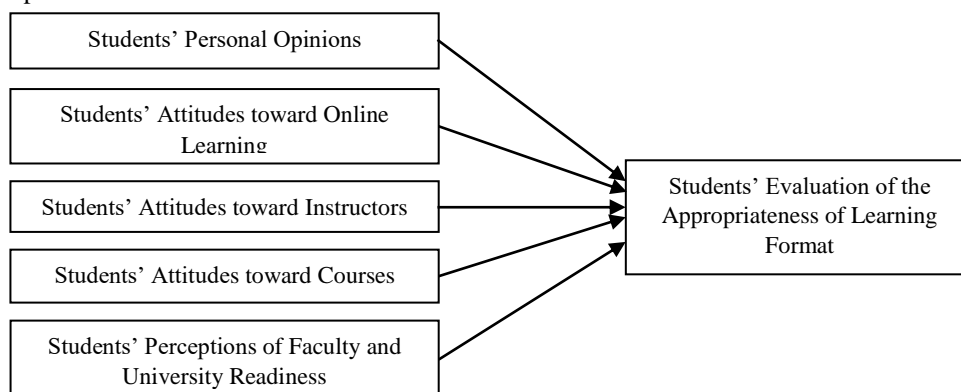 Students’ Personal Opinions
Students’ Attitudes toward Online
Learning
Students’ Attitudes toward Instructors
Students’ Attitudes toward Courses
Students’ Perceptions of Faculty and
University Readiness
Students’ Evaluation of the
Appropriateness of Learning
Format